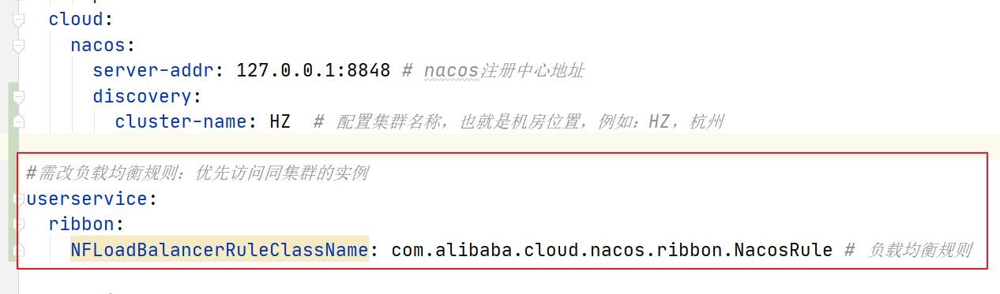 cloud:
nacos:
server-addr: 127.0.0.1:8848 # nacos注册中心地址
discovery:
cluster-name: HZ # 配置集群名称，也就是机房位置，例如：HZ，杭州
#需改负载均衡规则：优先访问同集群的实例
userservice:
ribbon:
NFLoadBalancerRuleClassName: com.alibaba.cloud.nacos.ribbon.NacosRule # 负载均衡规则